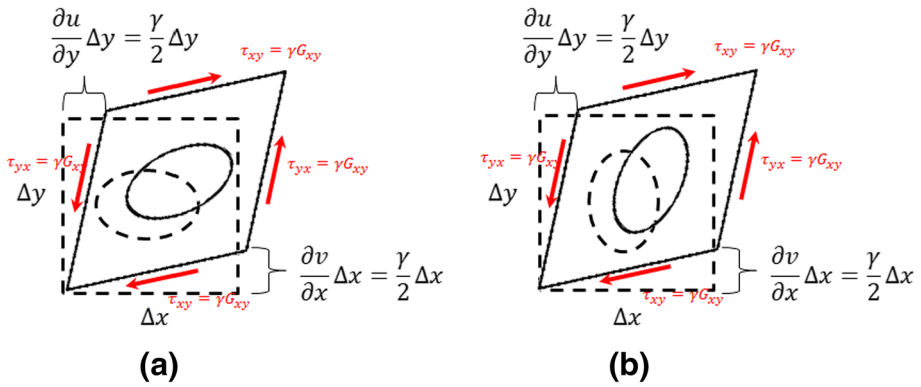 ∂u/∂y Δy = γ/2 Δy
τxy = γGxy
τyx = γGxy
τyx = γGxy
Δy
∂v/∂x Δx = γ/2 Δx
τxy = γGxy
Δx
(a)
∂u/∂y Δy = γ/2 Δy
τxy = γGxy
τyx = γGxy
τyx = γGxy
Δy
∂v/∂x Δx = γ/2 Δx
τxy = γGxy
Δx
(b)